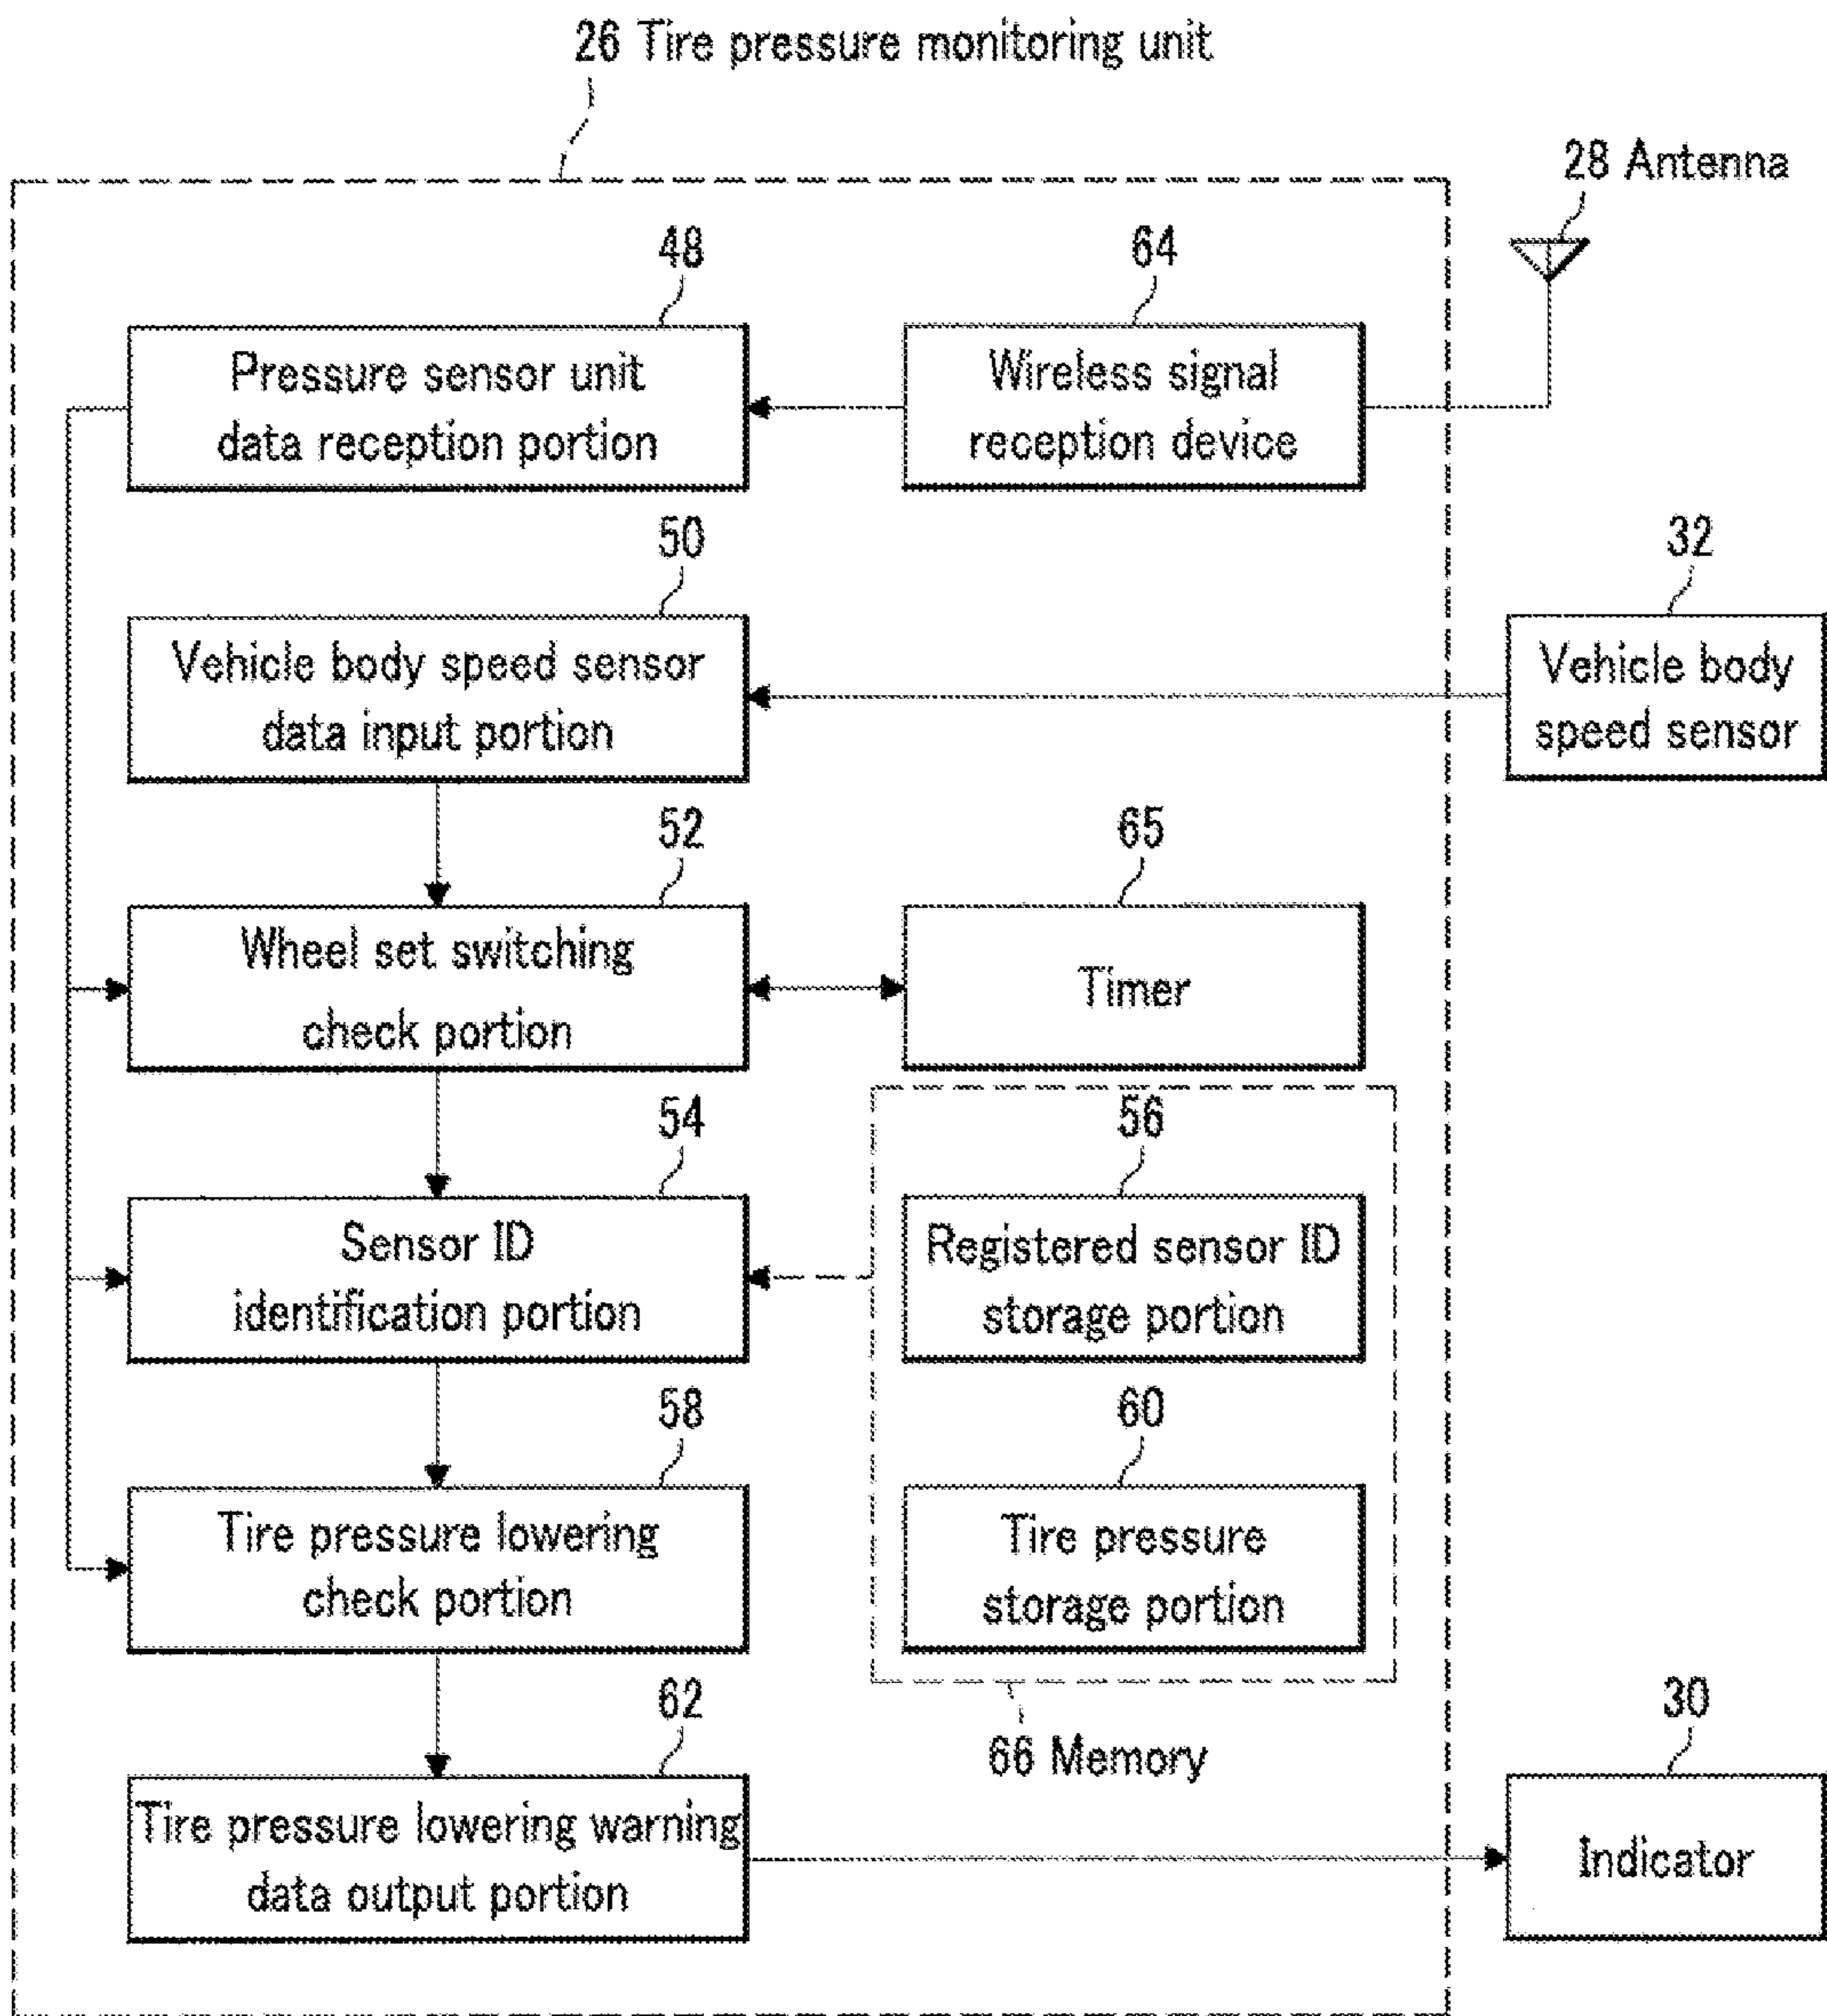 26 Tire pressure monitoring unit
28 Antenna
48
64
Pressure sensor unit
data reception portion
Wireless signal
reception device
50
32
Vehicle body speed sensor
data input portion
Vehicle body
speed sensor
52
65
Wheel set switching
check portion
Timer
54
56
Sensor ID
identification portion
Registered sensor ID
storage portion
58
60
Tire pressure lowering
check portion
Tire pressure
storage portion
62
66 Memory
30
Tire pressure lowering warning
data output portion
Indicator